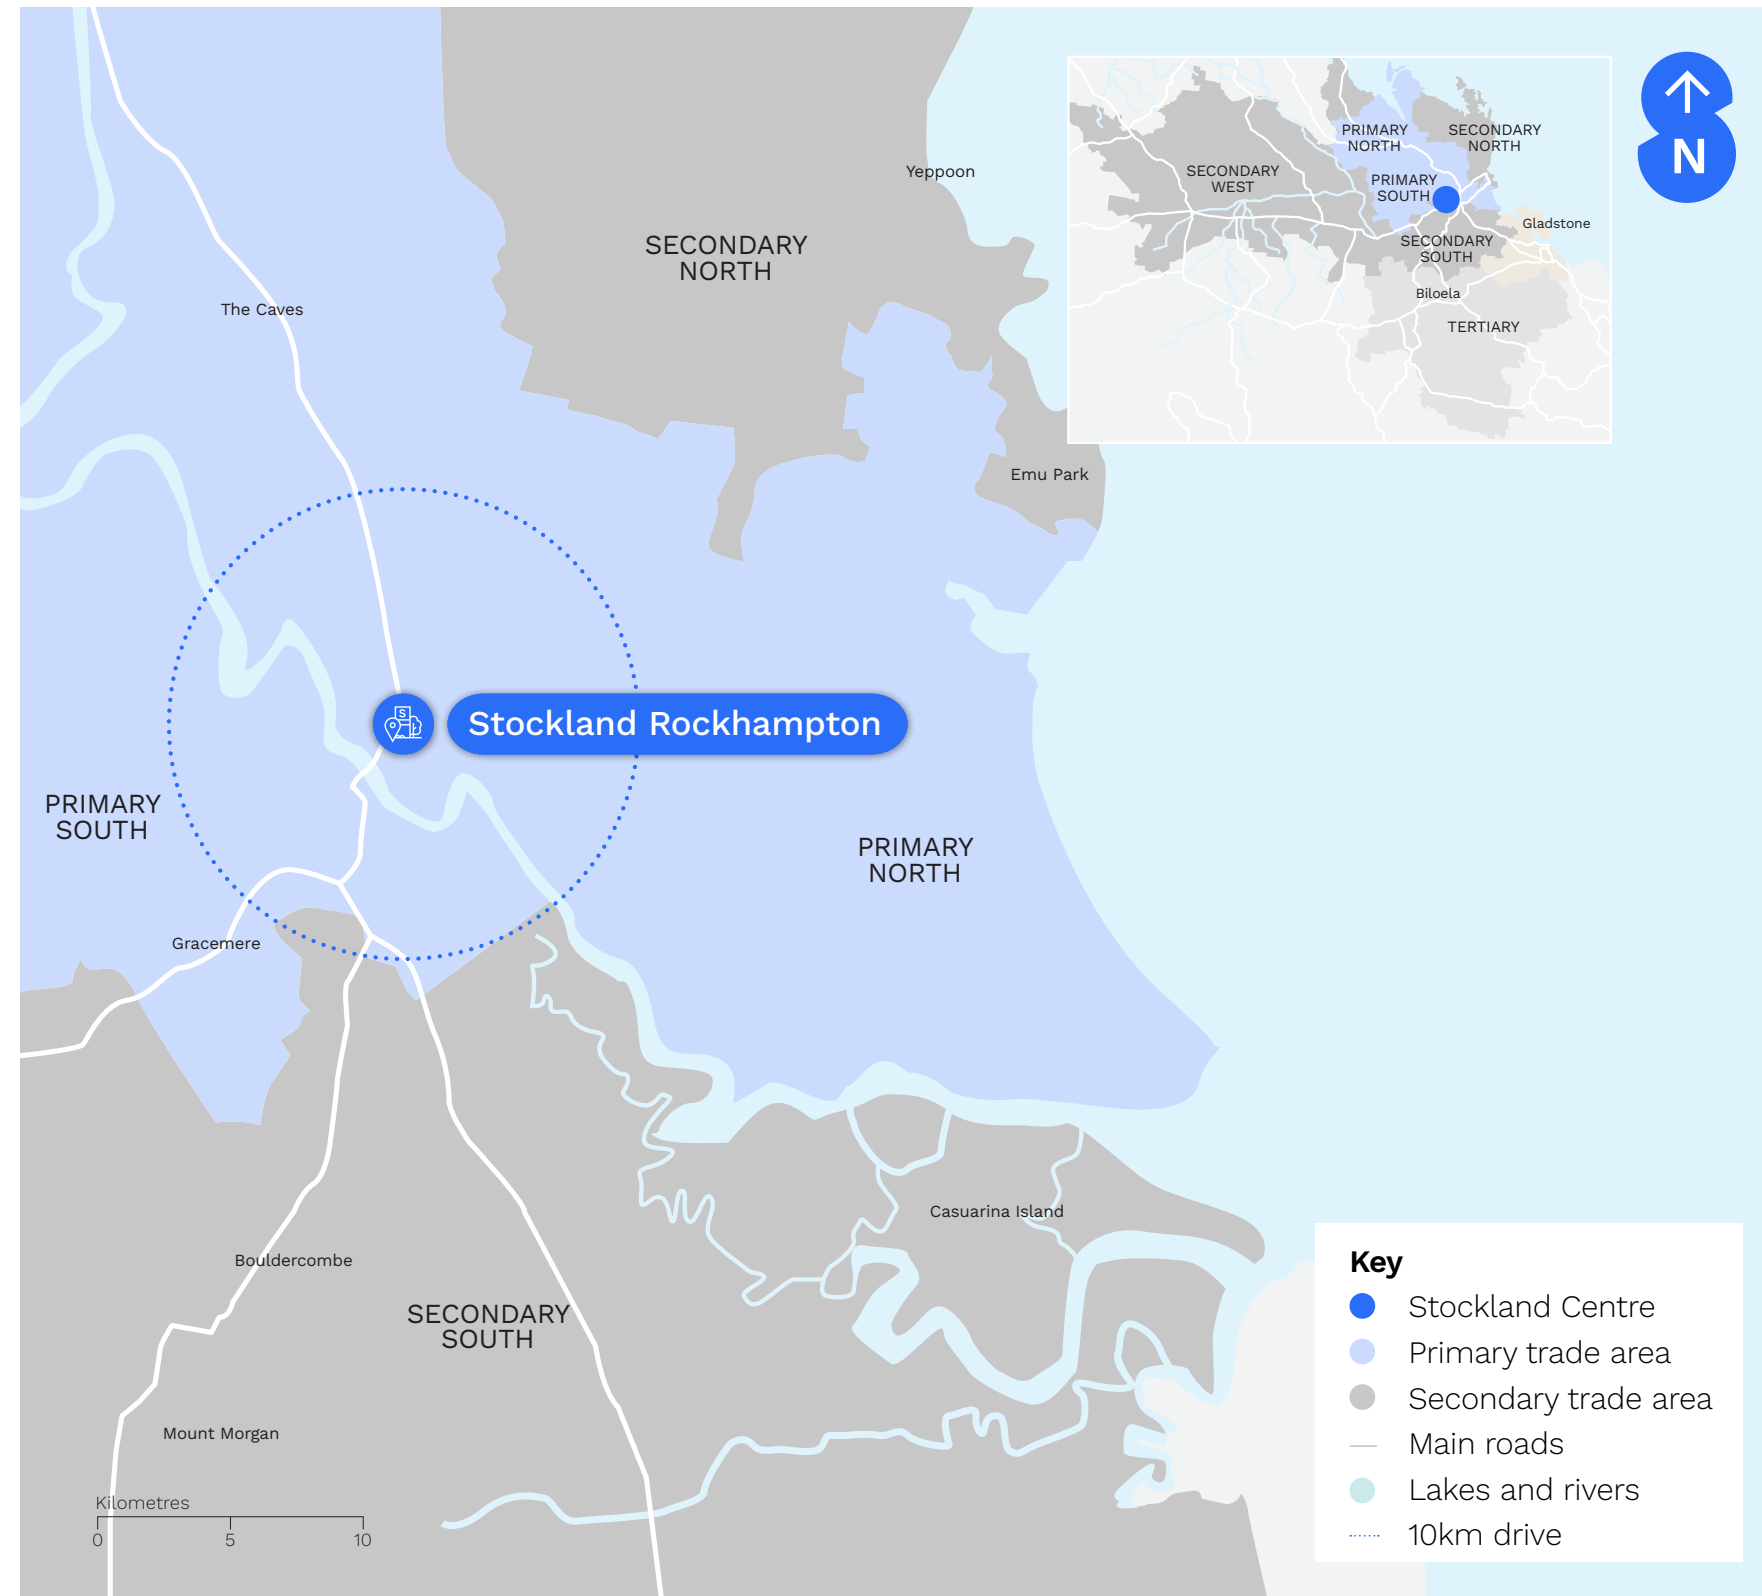 N
PRIMARY
NORTH
SECONDARY
NORTH
SECONDARY
WEST
PRIMARY
SOUTH
Gladstone
SECONDARY
SOUTH
Biloela
TERTIARY
Yeppoon
SECONDARY
NORTH
The Caves
Emu Park
S
Stockland Rockhampton
PRIMARY
SOUTH
PRIMARY
NORTH
Gracemere
Casuarina Island
Bouldercombe
SECONDARY
SOUTH
Mount Morgan
Kilometres
0 5 10
Key
Stockland Centre
Primary trade area
Secondary trade area
Main roads
Lakes and rivers
10km drive